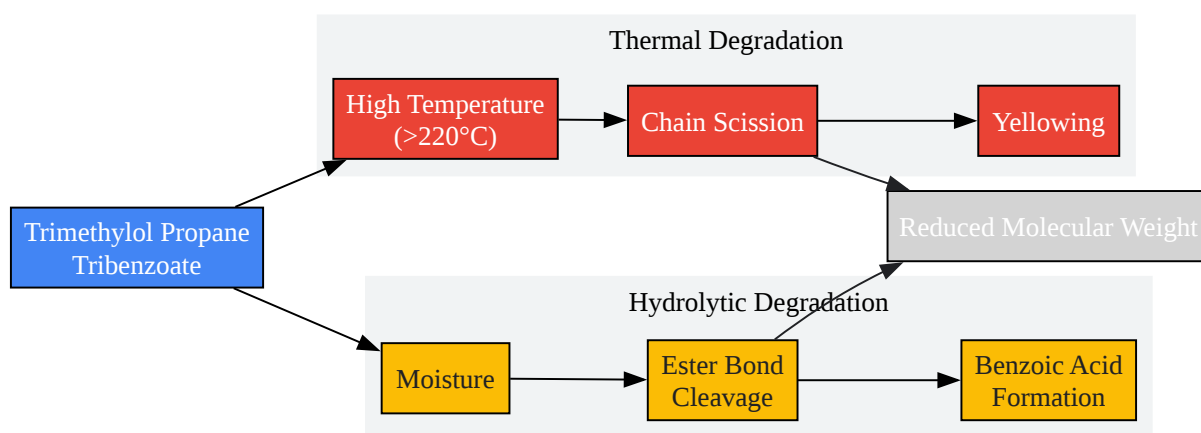 Thermal Degradation
High Temperature
(>220°C)
Chain Scission
Yellowing
Trimethylol Propane
Tribenzoate
Reduced Molecular Weight
Hydrolytic Degradation
Moisture
Ester Bond
Cleavage
Benzoic Acid
Formation